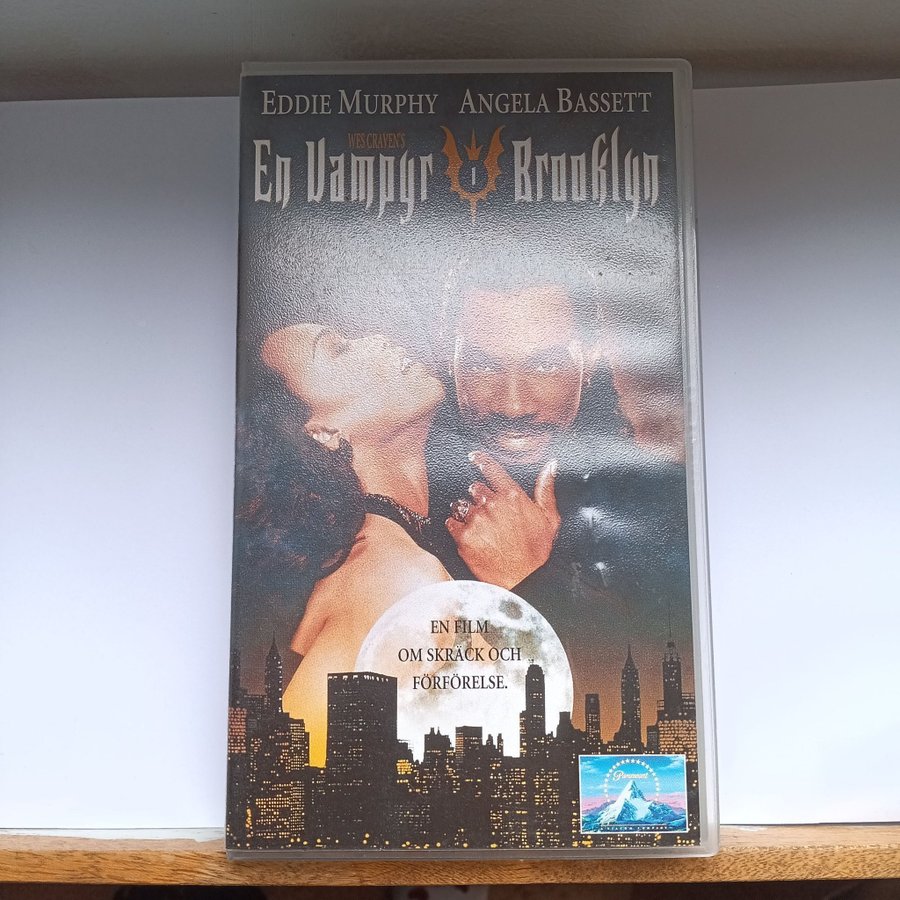 EDDIE MURPHY ANGELA BASSETT
WES CRAVEN'S
En Vampyr I Brooklyn
EN FILM
OM SKRÄCK OCH
FÖRFÖRELSE.
Paramount